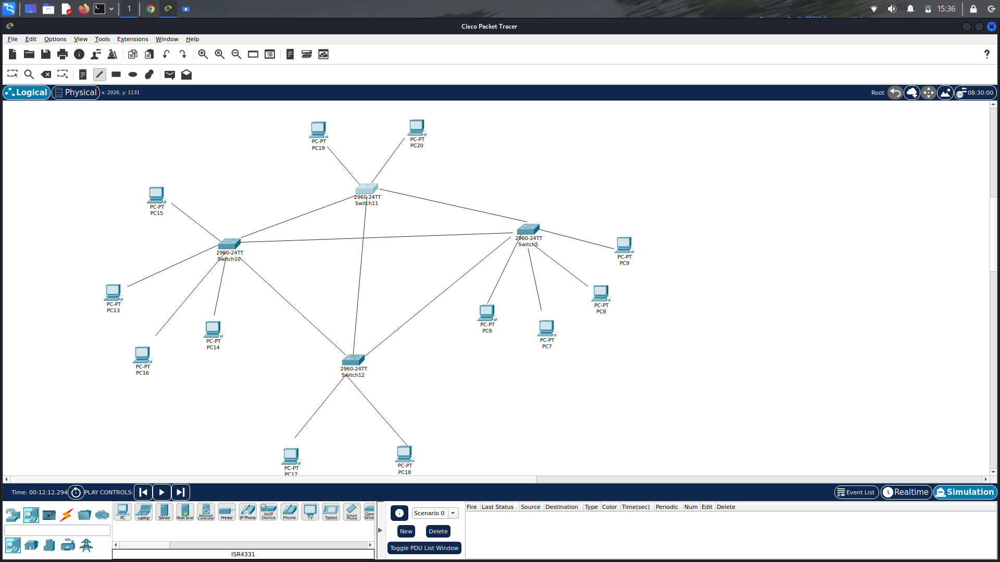 1
15:36
Cisco Packet Tracer
File Edit Options View Tools Extensions Window Help
?
Logical Physical x: 2026, y: 1131
Root 08:30:00
PC-PT
PC19
PC-PT
PC20
2960-24TT
Switch11
PC-PT
PC15
2960-24TT
Switch10
2960-24TT
Switch5
PC-PT
PC9
PC-PT
PC13
PC-PT
PC8
PC-PT
PC6
PC-PT
PC14
PC-PT
PC7
PC-PT
PC16
2960-24TT
Switch12
PC-PT
PC17
PC-PT
PC18
Time: 00:12:12.294 PLAY CONTROLS:
Event List Realtime Simulation
PC
Laptop
Server
Meraki Server
Network
Controller
Printer
IP Phone
VoIP
Device
Phone
TV
Tablet
Smart
Phone
Scenario 0
New Delete
Toggle PDU List Window
Fire Last Status Source Destination Type Color Time(sec) Periodic Num Edit Delete
ISR4331